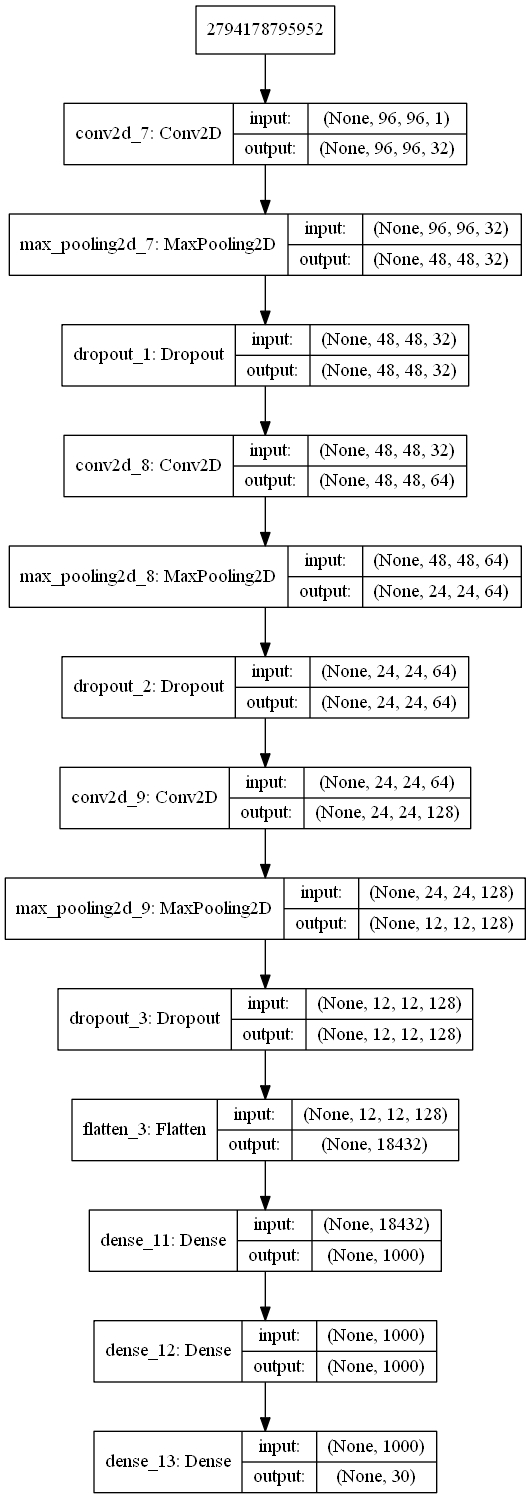 2794178795952
conv2d_7: Conv2D
input: (None, 96, 96, 1)
output: (None, 96, 96, 32)
max_pooling2d_7: MaxPooling2D
input: (None, 96, 96, 32)
output: (None, 48, 48, 32)
dropout_1: Dropout
input: (None, 48, 48, 32)
output: (None, 48, 48, 32)
conv2d_8: Conv2D
input: (None, 48, 48, 32)
output: (None, 48, 48, 64)
max_pooling2d_8: MaxPooling2D
input: (None, 48, 48, 64)
output: (None, 24, 24, 64)
dropout_2: Dropout
input: (None, 24, 24, 64)
output: (None, 24, 24, 64)
conv2d_9: Conv2D
input: (None, 24, 24, 64)
output: (None, 24, 24, 128)
max_pooling2d_9: MaxPooling2D
input: (None, 24, 24, 128)
output: (None, 12, 12, 128)
dropout_3: Dropout
input: (None, 12, 12, 128)
output: (None, 12, 12, 128)
flatten_3: Flatten
input: (None, 12, 12, 128)
output: (None, 18432)
dense_11: Dense
input: (None, 18432)
output: (None, 1000)
dense_12: Dense
input: (None, 1000)
output: (None, 1000)
dense_13: Dense
input: (None, 1000)
output: (None, 30)